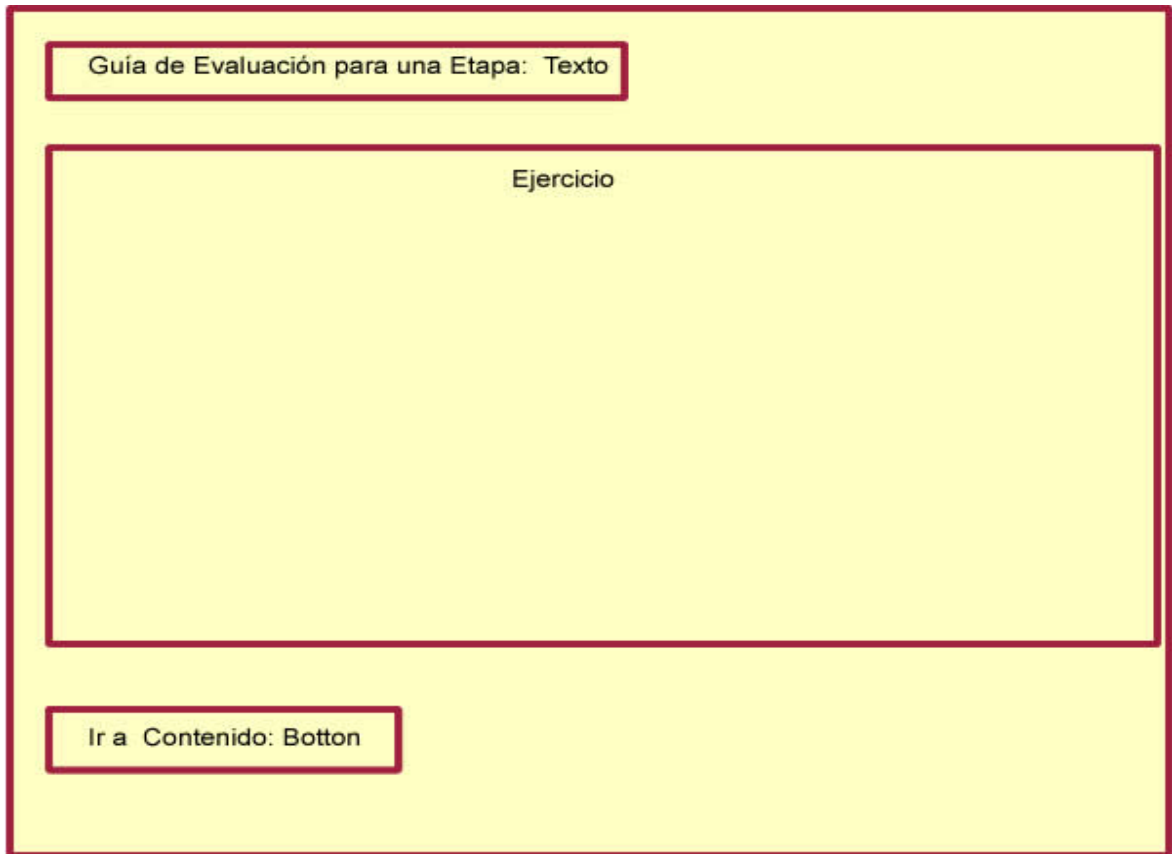 Guía de Evaluación para una Etapa: Texto
Ejercicio
Ir a Contenido: Botton